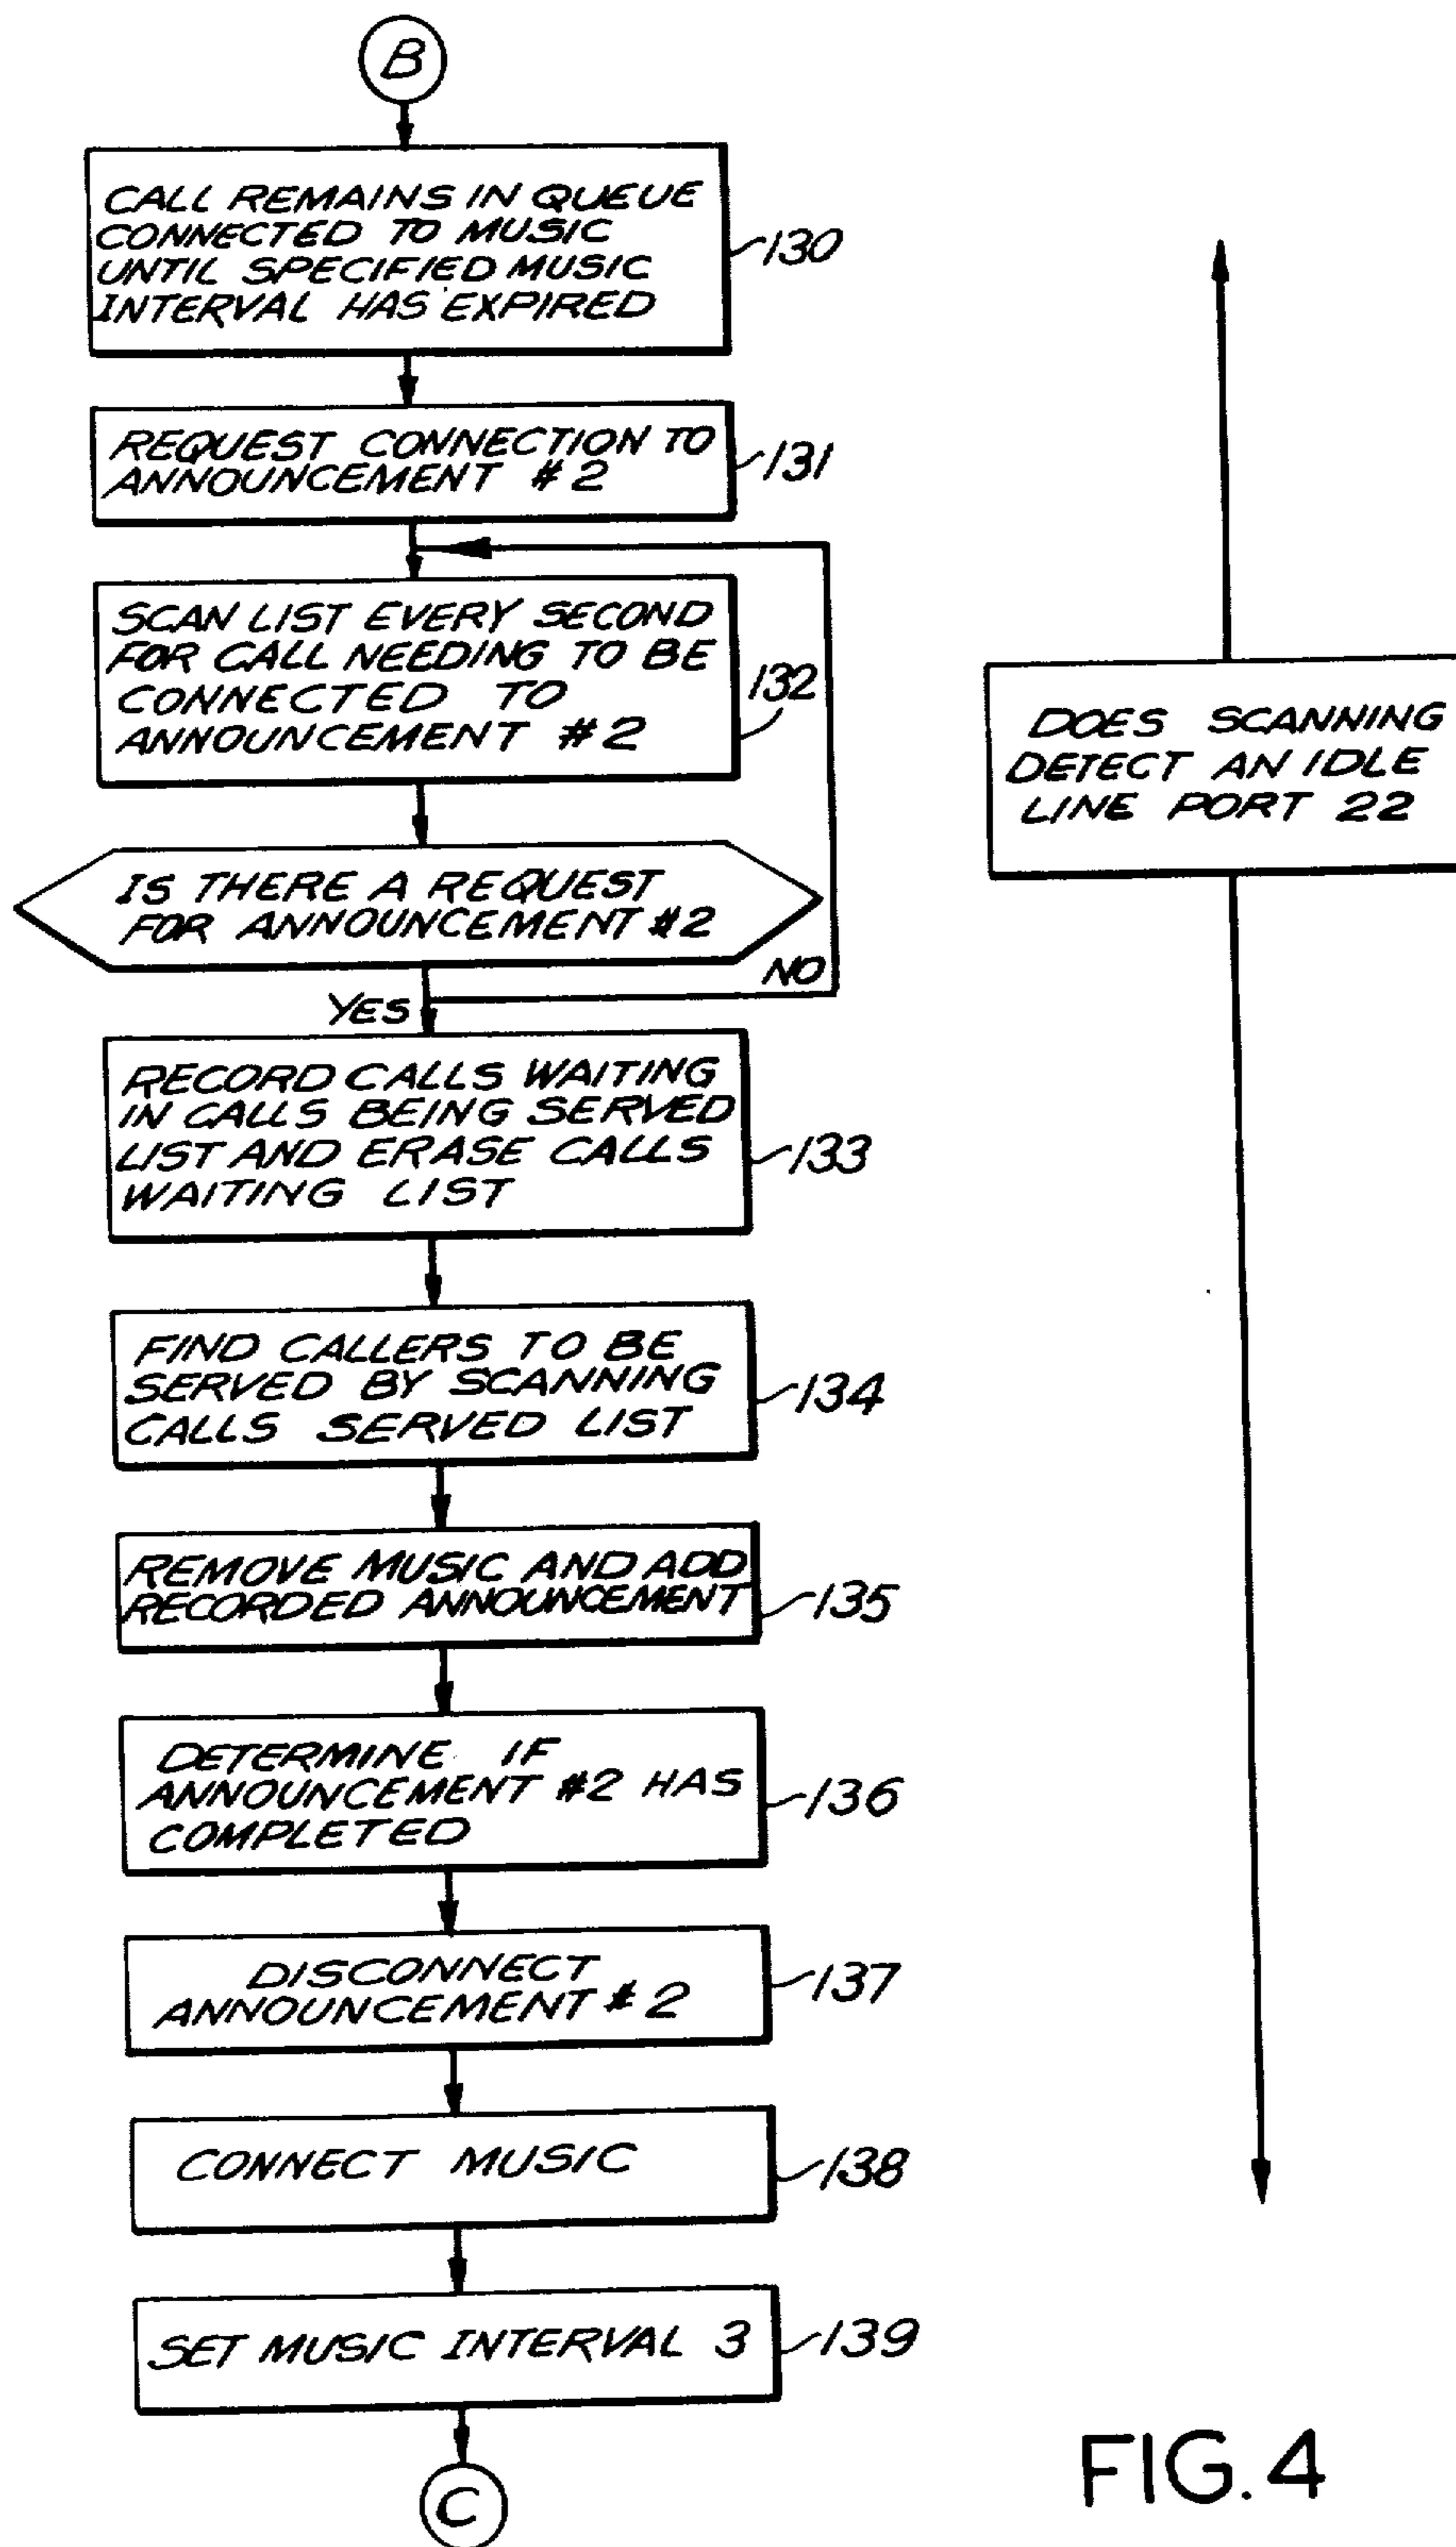 B
CALL REMAINS IN QUEUE
CONNECTED TO MUSIC
UNTIL SPECIFIED MUSIC
INTERVAL HAS EXPIRED
130
REQUEST CONNECTION TO
ANNOUNCEMENT #2
131
SCAN LIST EVERY SECOND
FOR CALL NEEDING TO BE
CONNECTED TO
ANNOUNCEMENT #2
132
IS THERE A REQUEST
FOR ANNOUNCEMENT #2
NO
YES
RECORD CALLS WAITING
IN CALLS BEING SERVED
LIST AND ERASE CALLS
WAITING LIST
133
FIND CALLERS TO BE
SERVED BY SCANNING
CALLS SERVED LIST
134
REMOVE MUSIC AND ADD
RECORDED ANNOUNCEMENT
135
DETERMINE IF
ANNOUNCEMENT #2 HAS
COMPLETED
136
DISCONNECT
ANNOUNCEMENT #2
137
CONNECT MUSIC
138
SET MUSIC INTERVAL 3
139
C
DOES SCANNING
DETECT AN IDLE
LINE PORT 22
FIG. 4